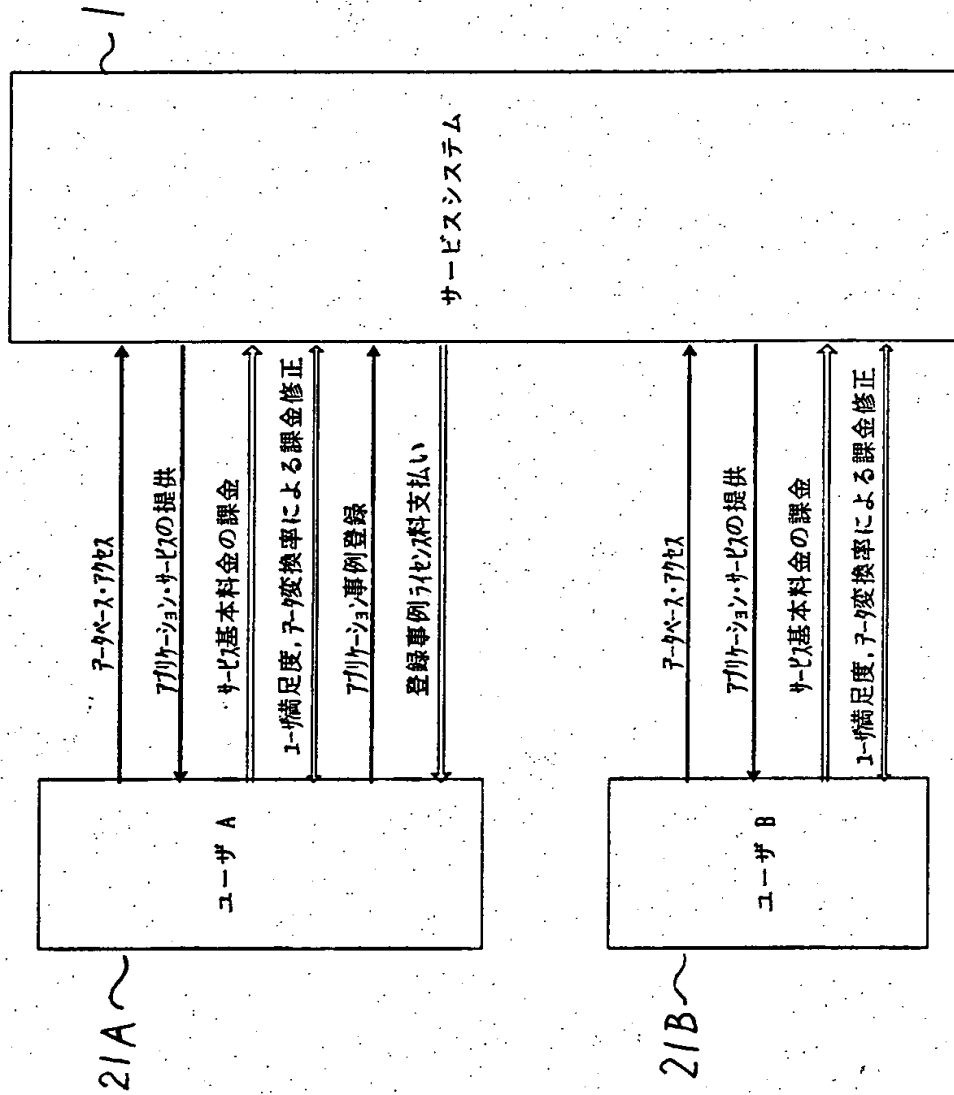 1
サービスシステム
データベース・アクセス
アプリケーション・サービスの提供
サービス基本料金の課金
ユーザ満足度,データ変換率による課金修正
アプリケーション事例登録
登録事例ライセンス料支払い
ユーザ A
21A
データベース・アクセス
アプリケーション・サービスの提供
サービス基本料金の課金
ユーザ満足度,データ変換率による課金修正
ユーザ B
21B